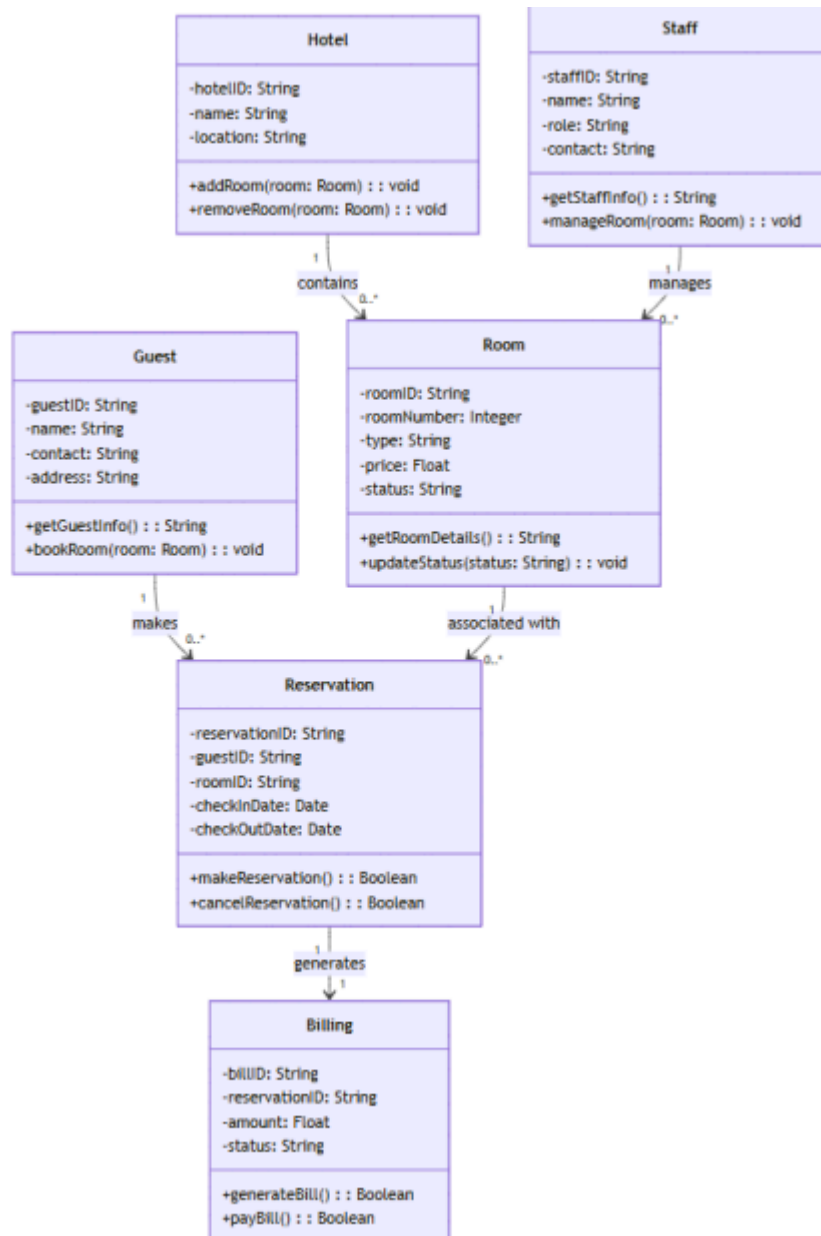 Hotel
-hotelID: String
-name: String
-location: String
+addRoom(room: Room) : : void
+removeRoom(room: Room) : : void
Staff
-staffID: String
-name: String
-role: String
-contact: String
+getStaffInfo() : : String
+manageRoom(room: Room) : : void
1
contains
0..*
1
manages
0..*
Guest
-guestID: String
-name: String
-contact: String
-address: String
+getGuestInfo() : : String
+bookRoom(room: Room) : : void
Room
-roomID: String
-roomNumber: Integer
-type: String
-price: Float
-status: String
+getRoomDetails() : : String
+updateStatus(status: String) : : void
1
makes
0..*
1
associated with
0..*
Reservation
-reservationID: String
-guestID: String
-roomID: String
-checkInDate: Date
-checkOutDate: Date
+makeReservation() : : Boolean
+cancelReservation() : : Boolean
1
generates
1
Billing
-billID: String
-reservationID: String
-amount: Float
-status: String
+generateBill() : : Boolean
+payBill() : : Boolean